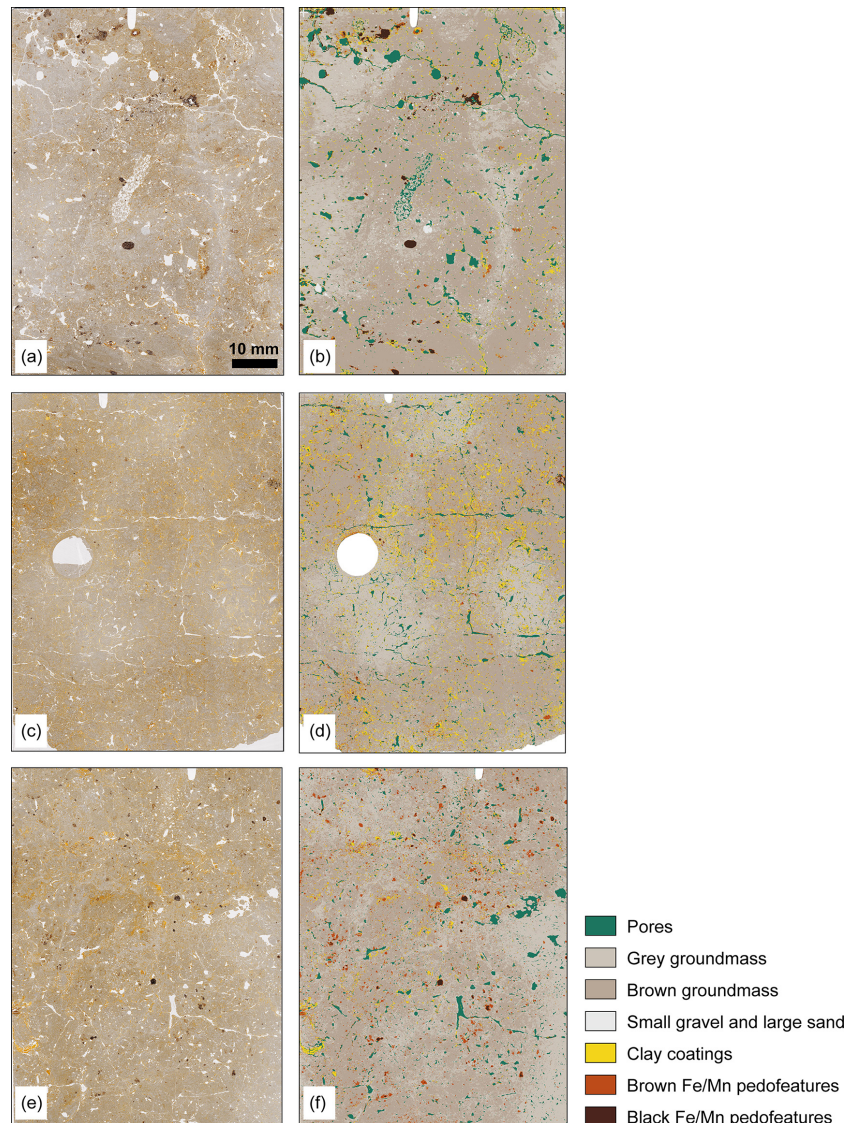 (a)
10 mm
(b)
(c)
(d)
(e)
(f)
Pores
Grey groundmass
Brown groundmass
Small gravel and large sand
Clay coatings
Brown Fe/Mn pedofeatures
Black Fe/Mn pedofeatures